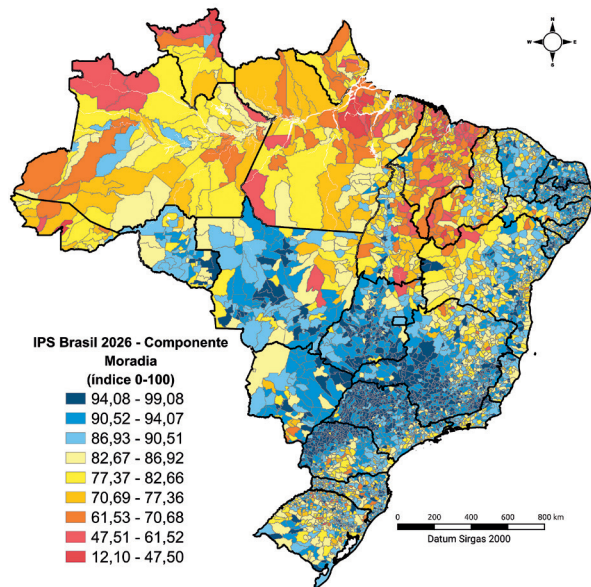 N
W E
S
IPS Brasil 2026 - Componente
Moradia
(índice 0-100)
94,08 - 99,08
90,52 - 94,07
86,93 - 90,51
82,67 - 86,92
77,37 - 82,66
70,69 - 77,36
61,53 - 70,68
47,51 - 61,52
12,10 - 47,50
0 200 400 600 800 km
Datum Sirgas 2000